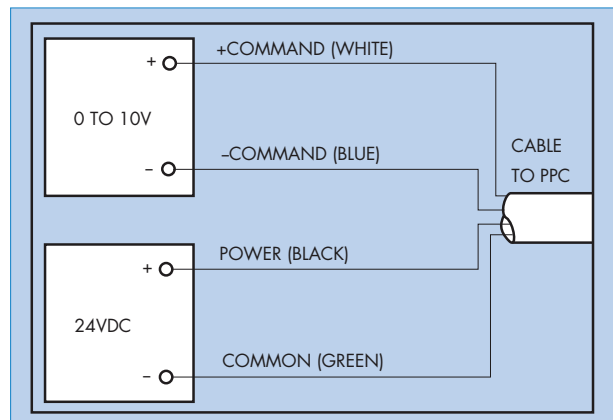 +COMMAND (WHITE)
+
0 TO 10V
–COMMAND (BLUE)
–
CABLE
TO PPC
POWER (BLACK)
+
24VDC
COMMON (GREEN)
–